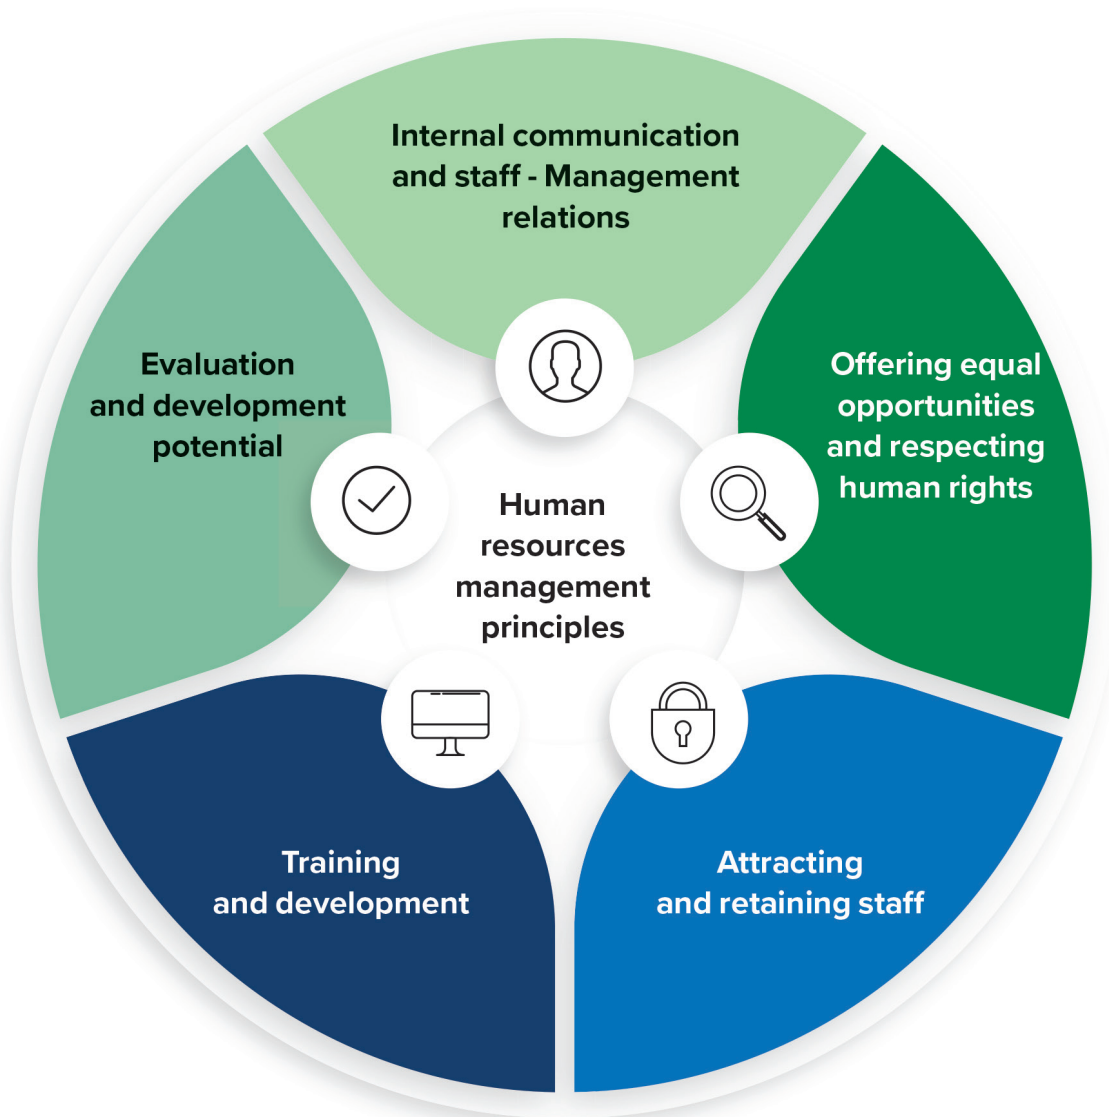 Internal communication
and staff - Management
relations
Offering equal
opportunities
and respecting
human rights
Attracting
and retaining staff
Training
and development
Evaluation
and development
potential
Human
resources
management
principles